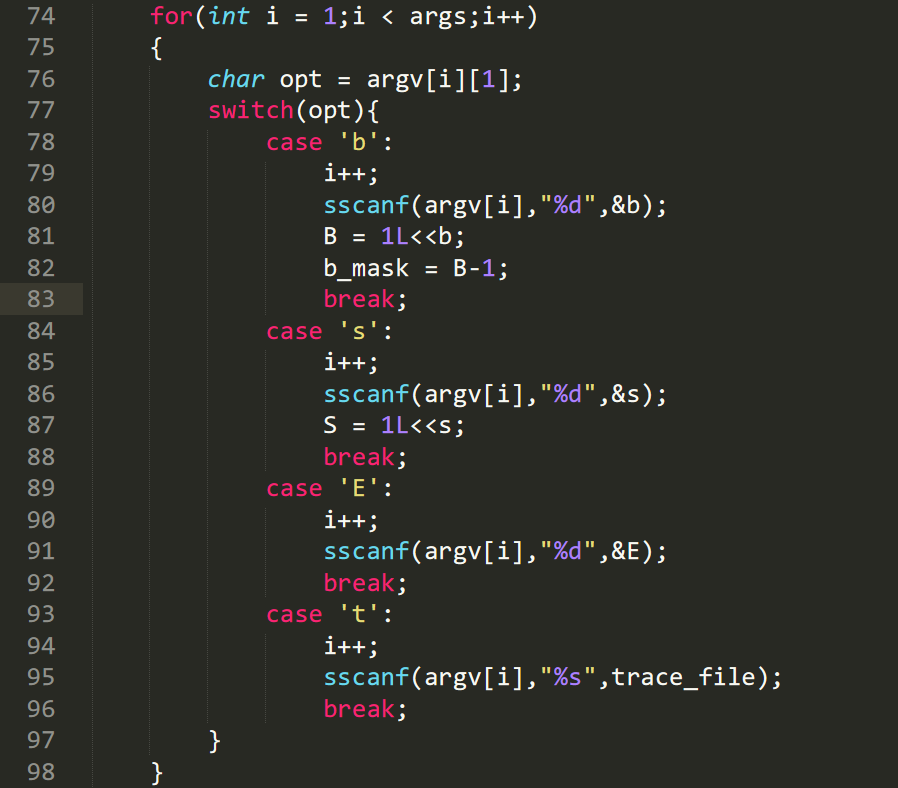 74 for(int i = 1;i < args;i++)
75 {
76 char opt = argv[i][1];
77 switch(opt){
78 case 'b':
79 i++;
80 sscanf(argv[i],"%d",&b);
81 B = 1L<<b;
82 b_mask = B-1;
83 break;
84 case 's':
85 i++;
86 sscanf(argv[i],"%d",&s);
87 S = 1L<<s;
88 break;
89 case 'E':
90 i++;
91 sscanf(argv[i],"%d",&E);
92 break;
93 case 't':
94 i++;
95 sscanf(argv[i],"%s",trace_file);
96 break;
97 }
98 }